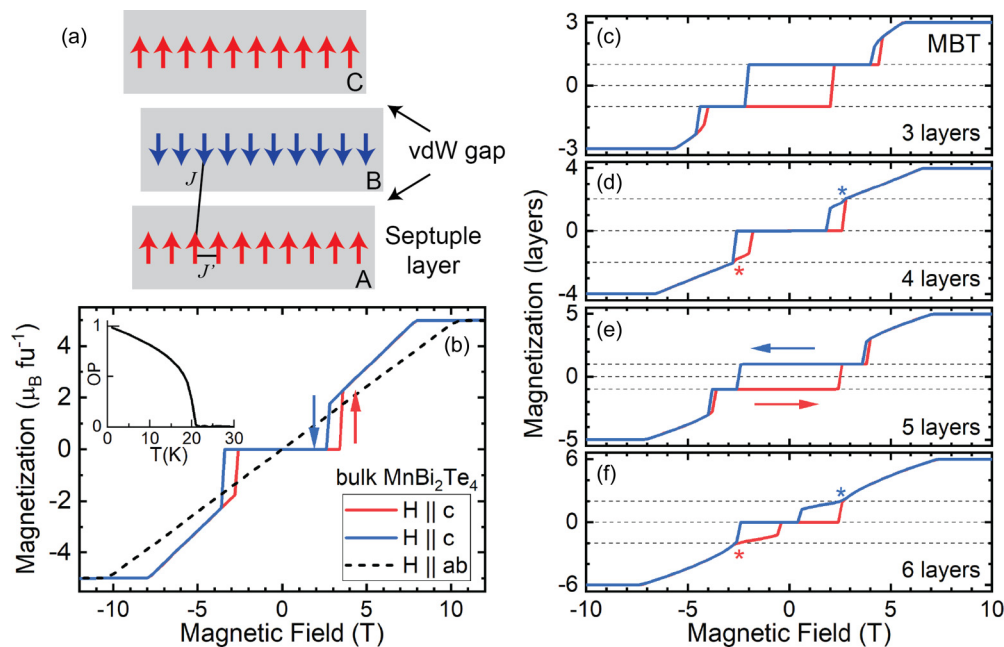 (a)
C
vdW gap
J
B
Septuple
layer
J'
A
(b)
Magnetization (μB fu⁻¹)
4
2
0
-2
-4
-10 -5 0 5 10
Magnetic Field (T)
1
OP
0
0 10 20 30
T(K)
bulk MnBi₂Te₄
H || c
H || c
H || ab
Magnetization (layers)
(c)
MBT
3
0
-3
3 layers
(d)
4
2
0
-2
-4
*
*
4 layers
(e)
5
0
-5
5 layers
(f)
6
0
-6
*
*
6 layers
-10 -5 0 5 10
Magnetic Field (T)